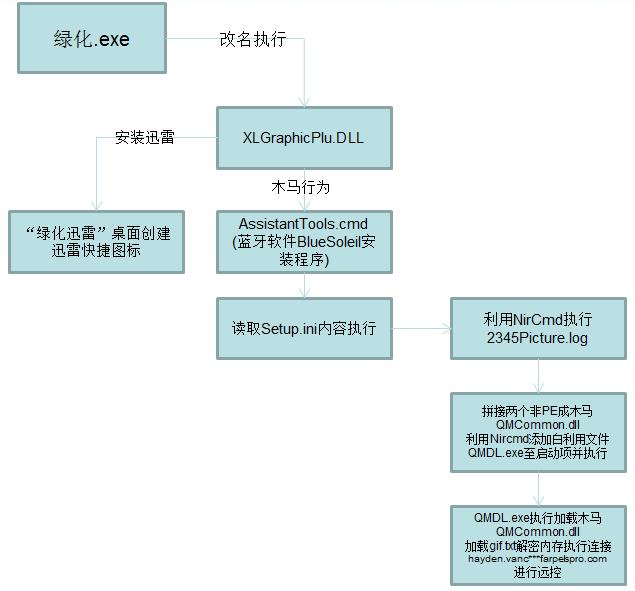 绿化.exe
改名执行
XLGraphicPlu.DLL
安装迅雷
木马行为
“绿化迅雷”桌面创建
迅雷快捷图标
AssistantTools.cmd
(蓝牙软件BlueSoleil安
装程序)
读取Setup.ini内容执行
利用NirCmd执行
2345Picture.log
拼接两个非PE成木马
QMCommon.dll
利用Nircmd添加白利用文件
QMDL.exe至启动项并执行
QMDL.exe执行加载木马
QMCommon.dll
加载gif.txt解密内存执行连接
hayden.vanc***farpelspro.com
进行远控